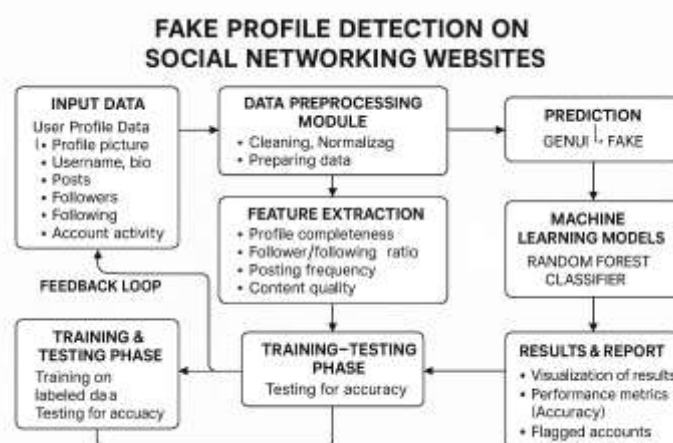 FAKE PROFILE DETECTION ON
SOCIAL NETWORKING WEBSITES
INPUT DATA
User Profile Data
• Profile picture
• Username, bio
• Posts
• Followers
• Following
• Account activity
DATA PREPROCESSING
MODULE
• Cleaning, Normalizag
• Preparing data
PREDICTION
GENUI FAKE
FEATURE EXTRACTION
• Profile completeness
• Follower/following ratio
• Posting frequency
• Content quality
MACHINE
LEARNING MODELS
RANDOM FOREST
CLASSIFIER
FEEDBACK LOOP
TRAINING &
TESTING PHASE
Training on
labeled daa
Testing for accuacy
TRAINING–TESTING
PHASE
Testing for accuracy
RESULTS & REPORT
• Visualization of results
• Performance metrics
(Accuracy)
• Flagged accounts